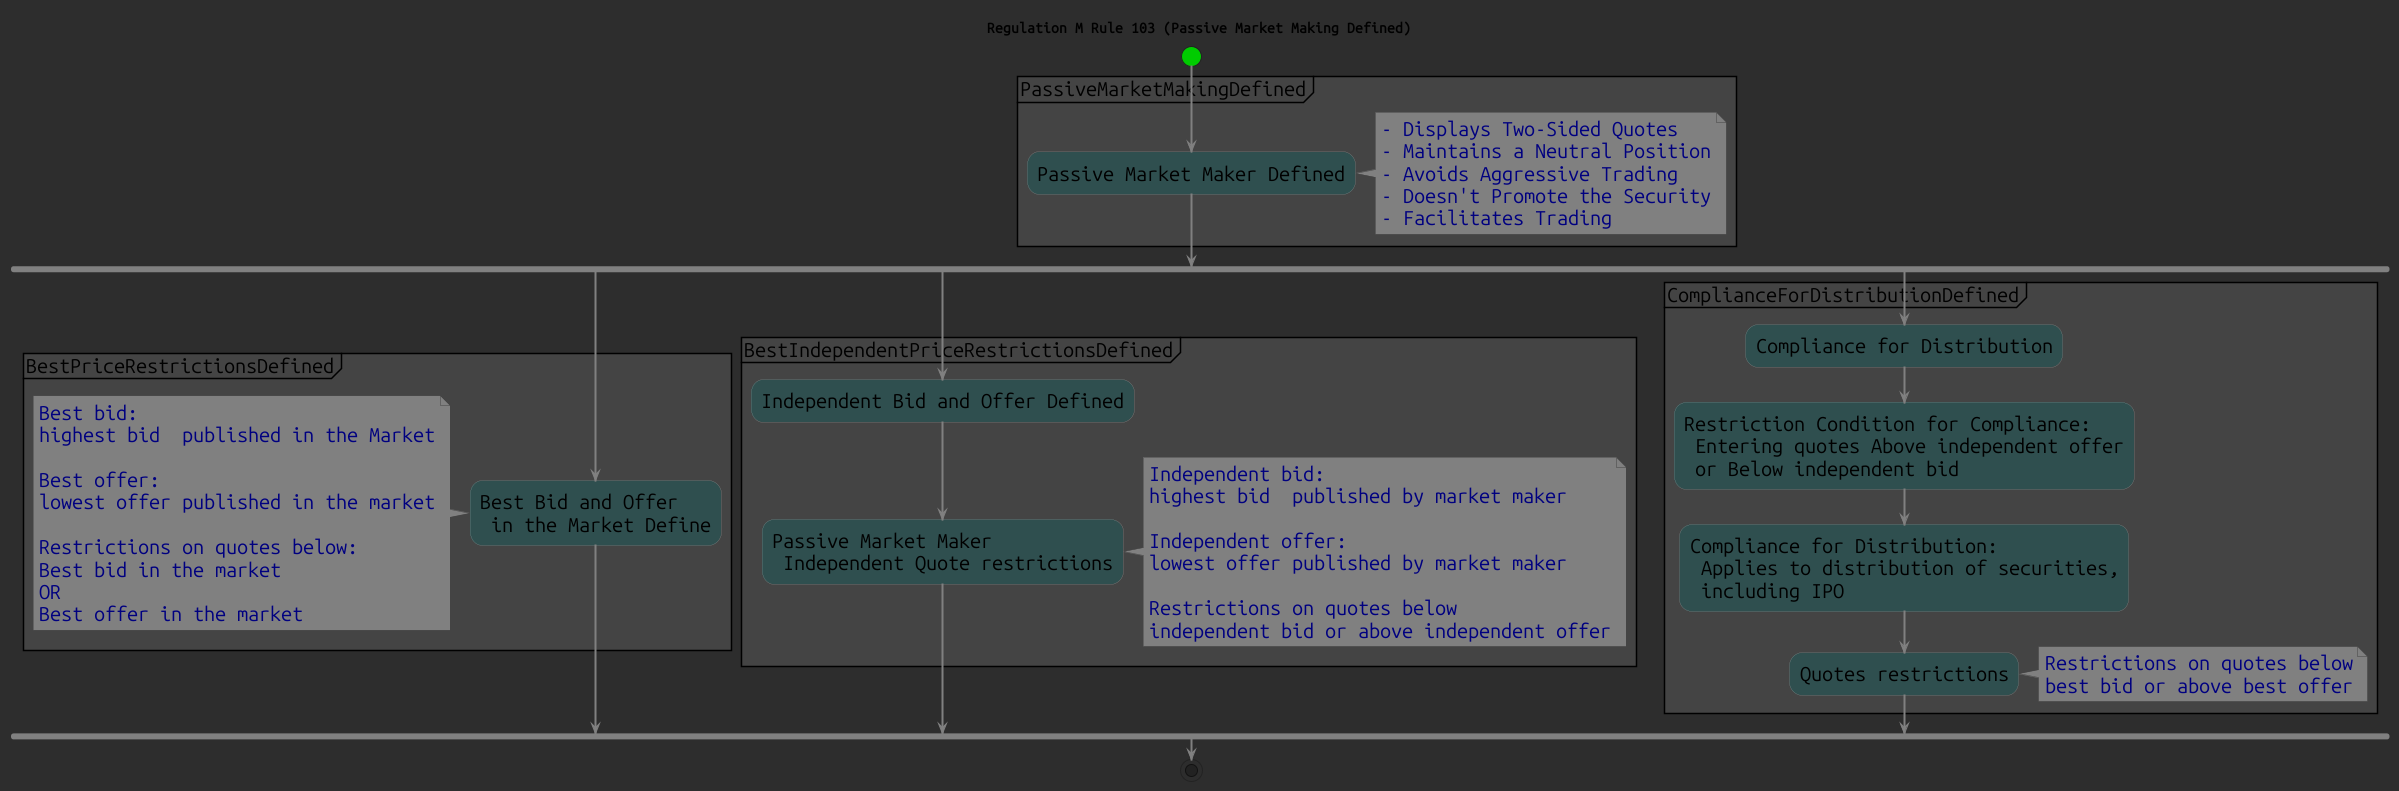 Regulation M Rule 103 (Passive Market Making Defined)
PassiveMarketMakingDefined
Passive Market Maker Defined
- Displays Two-Sided Quotes
- Maintains a Neutral Position
- Avoids Aggressive Trading
- Doesn't Promote the Security
- Facilitates Trading
BestPriceRestrictionsDefined
Best bid:
highest bid  published in the Market
Best offer:
lowest offer published in the market
Restrictions on quotes below:
Best bid in the market
OR
Best offer in the market
Best Bid and Offer
in the Market Define
BestIndependentPriceRestrictionsDefined
Independent Bid and Offer Defined
Passive Market Maker
Independent Quote restrictions
Independent bid:
highest bid  published by market maker
Independent offer:
lowest offer published by market maker
Restrictions on quotes below
independent bid or above independent offer
ComplianceForDistributionDefined
Compliance for Distribution
Restriction Condition for Compliance:
Entering quotes Above independent offer
or Below independent bid
Compliance for Distribution:
Applies to distribution of securities,
including IPO
Quotes restrictions
Restrictions on quotes below
best bid or above best offer